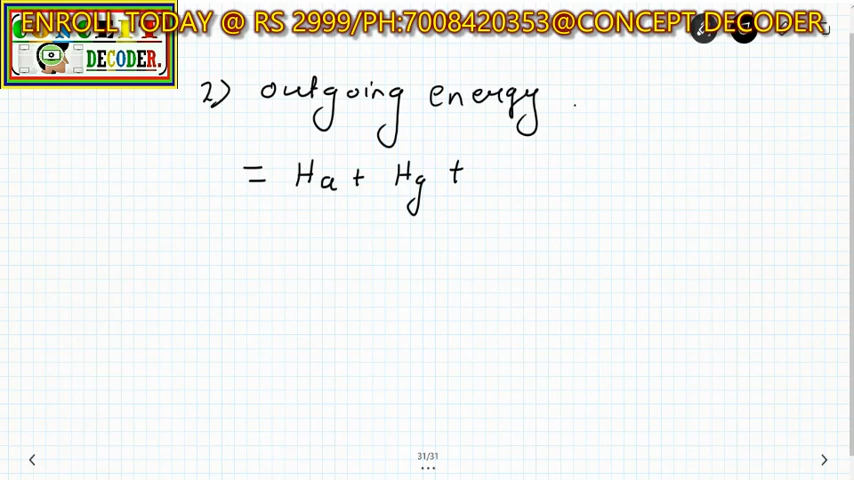 ENROLL TODAY @ RS 2999/PH:7008420353@CONCEPT DECODER.
DECODER.
2) outgoing energy .
= Ha + Hg +
31/31